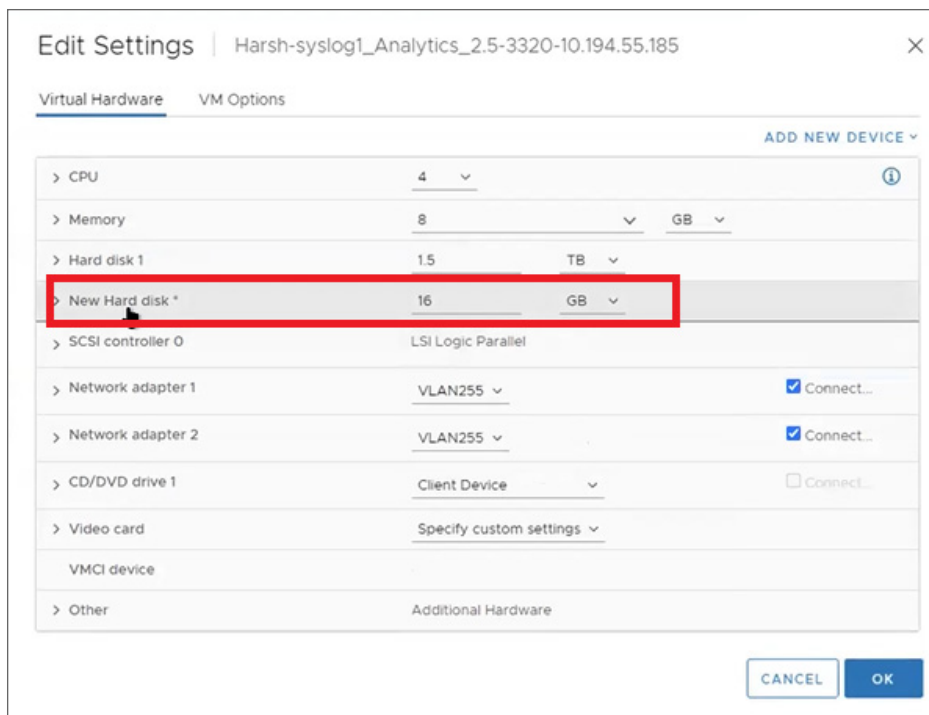 Edit Settings Harsh-syslog1_Analytics_2.5-3320-10.194.55.185
Virtual Hardware VM Options
ADD NEW DEVICE
CPU 4
Memory 8 GB
Hard disk 1 1.5 TB
New Hard disk * 16 GB
SCSI controller 0 LSI Logic Parallel
Network adapter 1 VLAN255 Connect...
Network adapter 2 VLAN255 Connect...
CD/DVD drive 1 Client Device Connect...
Video card Specify custom settings
VMCI device
Other Additional Hardware
CANCEL OK